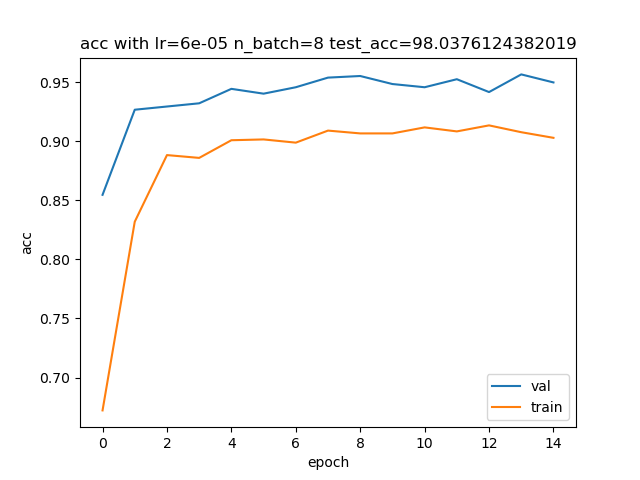 acc with lr=6e-05 n_batch=8 test_acc=98.0376124382019
0.95
0.90
0.85
0.80
0.75
0.70
acc
0 2 4 6 8 10 12 14
epoch
val
train